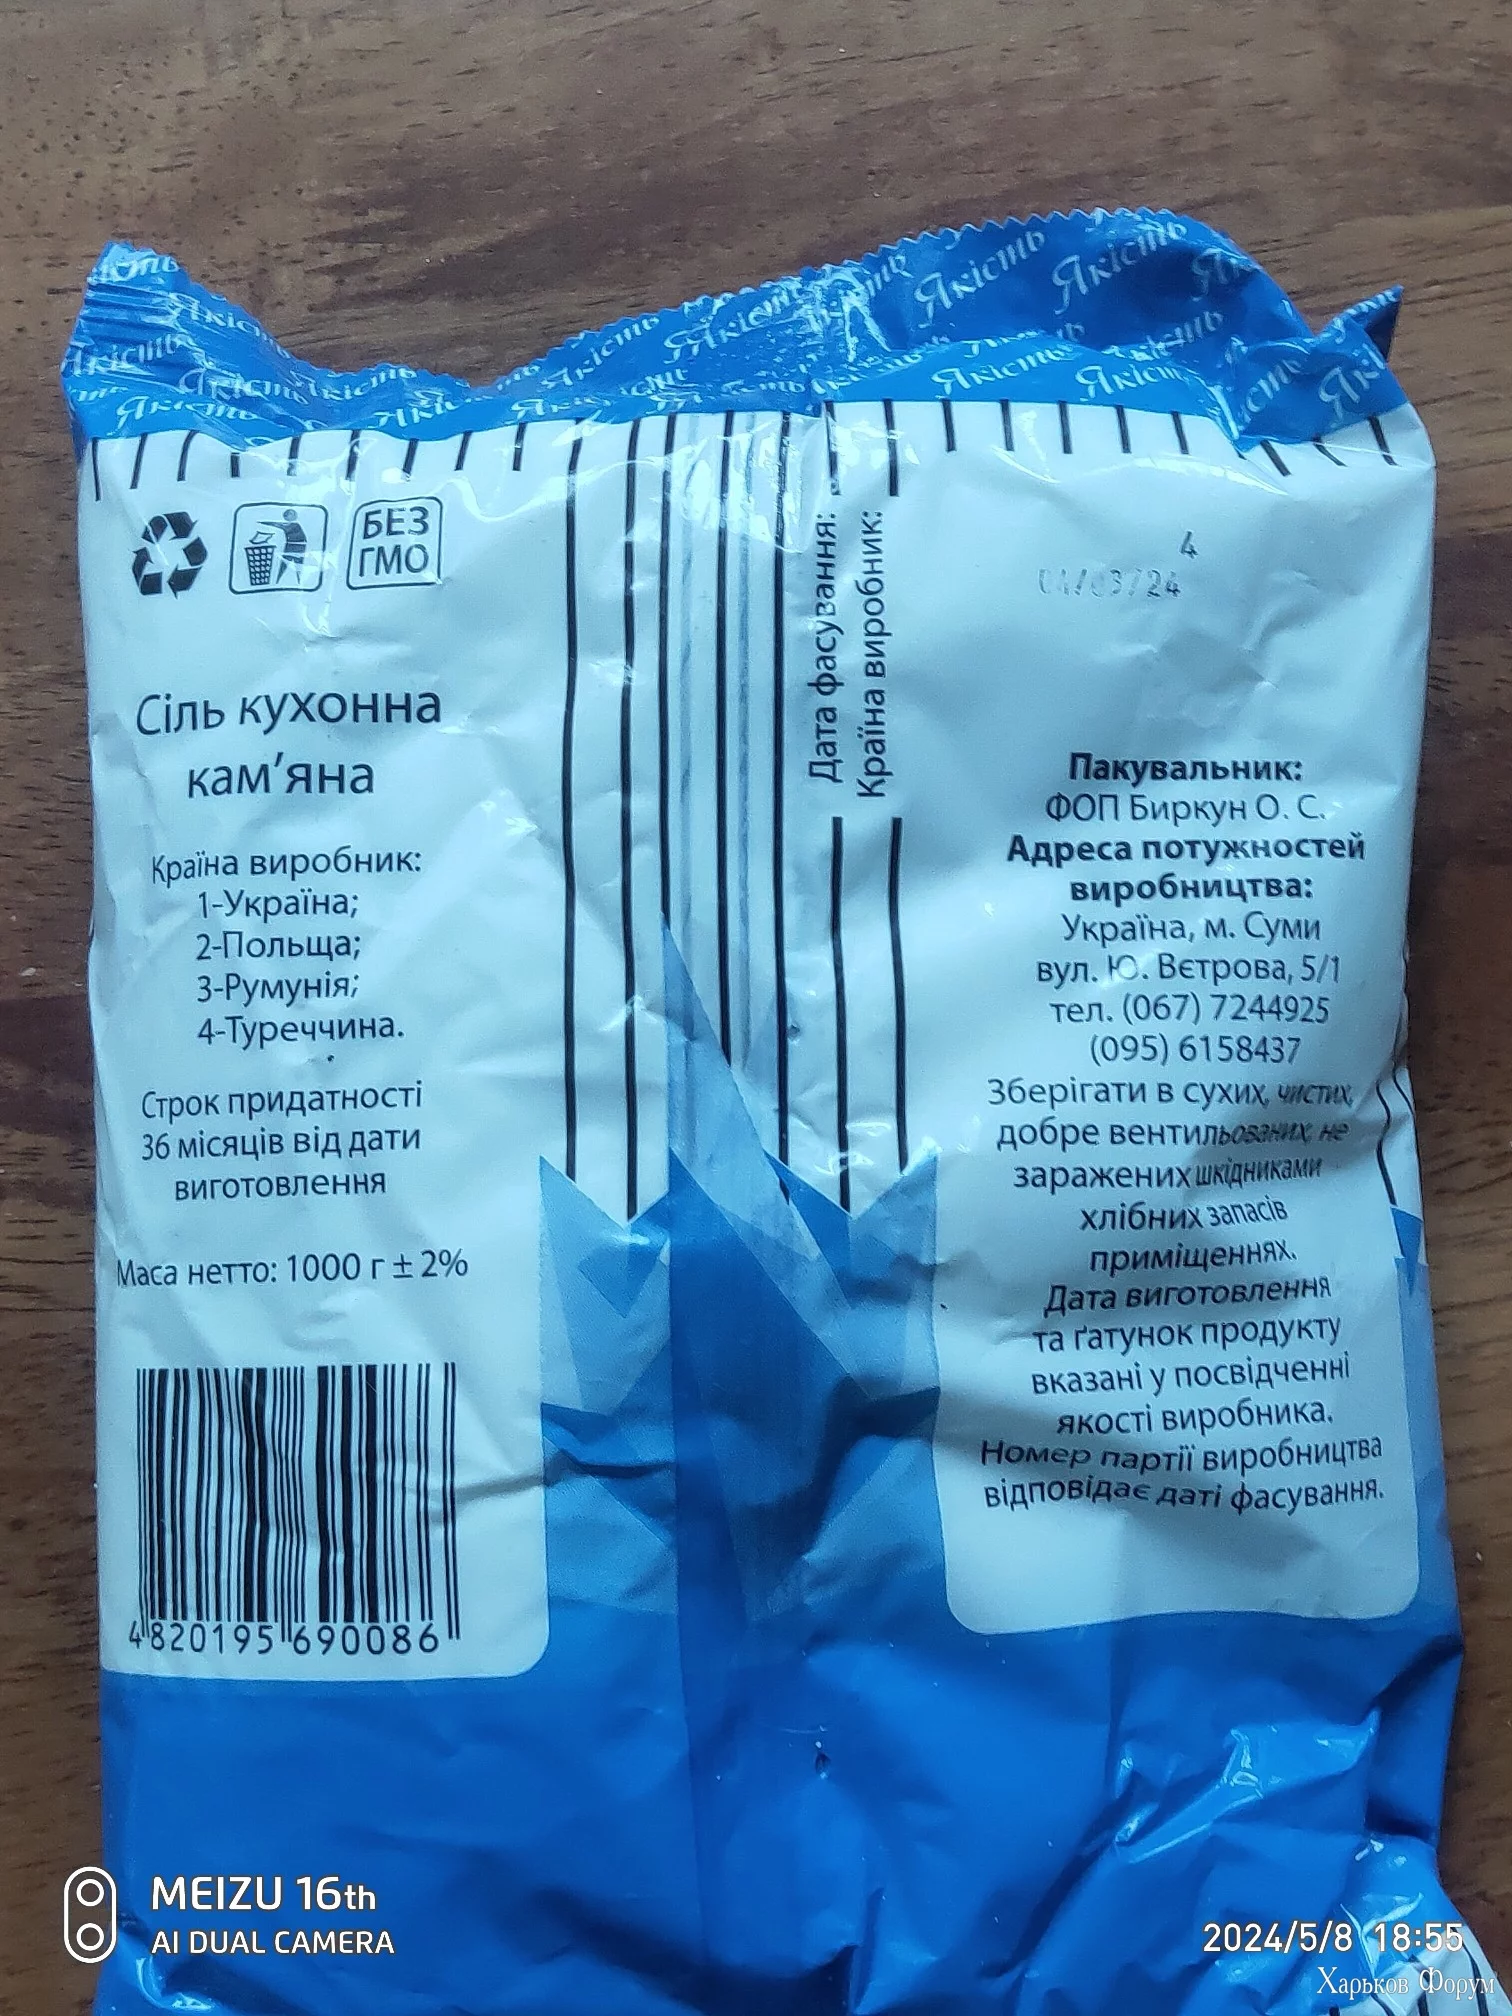 Якість Якість Якість
БЕЗ
ГМО
Сіль кухонна
кам'яна
Країна виробник:
1-Україна;
2-Польща;
3-Румунія;
4-Туреччина.
Строк придатності
36 місяців від дати
виготовлення
Маса нетто: 1000 г ± 2%
4820195690086
Дата фасування:
Країна виробник:
4
Пакувальник:
ФОП Биркун О. С.
Адреса потужностей
виробництва:
Україна, м. Суми
вул. Ю. Вєтрова, 5/1
тел. (067) 7244925
(095) 6158437
Зберігати в сухих, чистих,
добре вентильованих, не
заражених шкідниками
хлібних запасів
приміщеннях.
Дата виготовлення
та ґатунок продукту
вказані у посвідченні
якості виробника.
Номер партії виробництва
відповідає даті фасування.
MEIZU 16th
AI DUAL CAMERA
2024/5/8 18:55
Харьков Форум